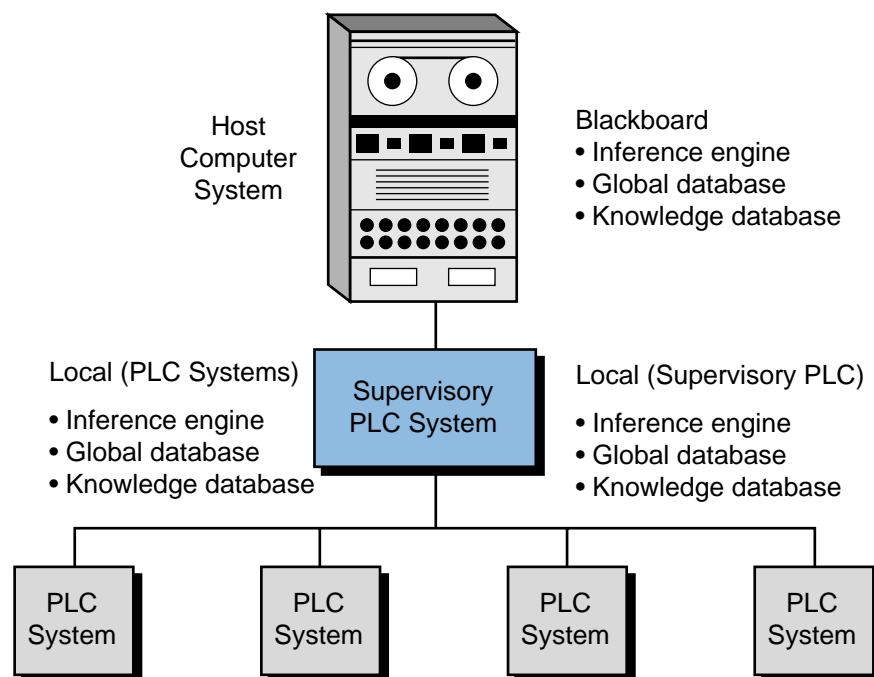 Host
Computer
System
Blackboard
• Inference engine
• Global database
• Knowledge database
Local (PLC Systems)
• Inference engine
• Global database
• Knowledge database
Supervisory
PLC System
Local (Supervisory PLC)
• Inference engine
• Global database
• Knowledge database
PLC
System
PLC
System
PLC
System
PLC
System